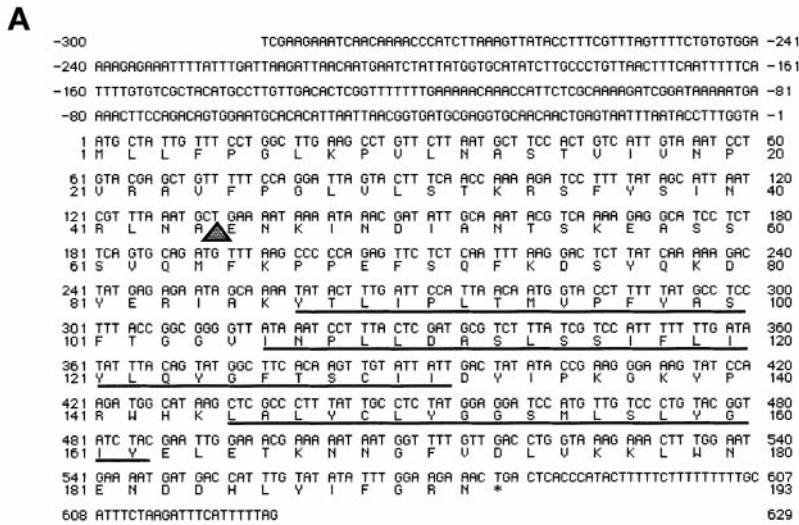 A
-300 TCGAAGAAATCAACAAAACCCATCTTAAAGTTATACCTTTCGTTTAGTTTTCTGTGTGGA -241
-240 AAAGAGAAATTTTATTTGATTAAGATTAACAATGAATCTATTATGGTGCATATCTTGCCCTGTTAACTTTCAATTTTTCA -161
-160 TTTTGTGTCGCTACATGCCTTGTTGACACTCGGTTTTTTTGAAAAACAAACCATTCTCGCAAAAGATCGGATAAAAATGA -81
-80 AAACTTCCAGACAGTGGAATGCACACATTAATTAACGGTGATGCGAGGTGCAACAACTGAGTAATTTAATACCTTTGGTA -1
1 ATG CTA TTG TTT CCT GGC TTG AAG CCT GTT CTT AAT GCT TCC ACT GTC ATT GTA AAT CCT 60
1 M L L F P G L K P V L N A S T V I V N P 20
61 GTA CGA GCT GTT TTT CCA GGA TTA GTA CTT TCA ACC AAA AGA TCC TTT TAT AGC ATT AAT 120
21 V R A V F P G L V L S T K R S F Y S I N 40
121 CGT TTA AAT GCT GAA AAT AAA ATA AAC GAT ATT GCA AAT ACG TCA AAA GAG GCA TCC TCT 180
41 R L N A E N K I N D I A N T S K E A S S 60
181 TCA GTG CAG ATG TTT AAG CCC CCA GAG TTC TCT CAA TTT AAG GAC TCT TAT CAA AAA GAC 240
61 S V Q M F K P P E F S Q F K D S Y Q K D 80
241 TAT GAG AGA ATA GCA AAA TAT ACT TTG ATT CCA TTA ACA ATG GTA CCT TTT TAT GCC TCC 300
81 Y E R I A K Y T L I P L T M V P F Y A S 100
301 TTT ACC GGC GGG GTT ATA AAT CCT TTA CTC GAT GCG TCT TTA TCG TCC ATT TTT TTG ATA 360
101 F T G G V I N P L L D A S L S S I F L I 120
361 TAT TTA CAG TAT GGC TTC ACA AGT TGT ATT ATT GAC TAT ATA CCG AAG GGA AAG TAT CCA 420
121 Y L Q Y G F T S C I I D Y I P K G K Y P 140
421 AGA TGG CAT AAG CTC GCC CTT TAT TGC CTC TAT GGA GGA TCC ATG TTG TCC CTG TAC GGT 480
141 R W H K L A L Y C L Y G G S M L S L Y G 160
481 ATC TAC GAA TTG GAA ACG AAA AAT AAT GGT TTT GTT GAC CTG GTA AAG AAA CTT TGG AAT 540
161 I Y E L E T K N N G F V D L V K K L W N 180
541 GAA AAT GAT GAC CAT TTG TAT ATA TTT GGA AGA AAC TGA CTCACCCATACTTTTTCTTTTTTTTTGC 607
181 E N D D H L Y I F G R N * 193
608 ATTTCTAAGATTTCATTTTTAG 629